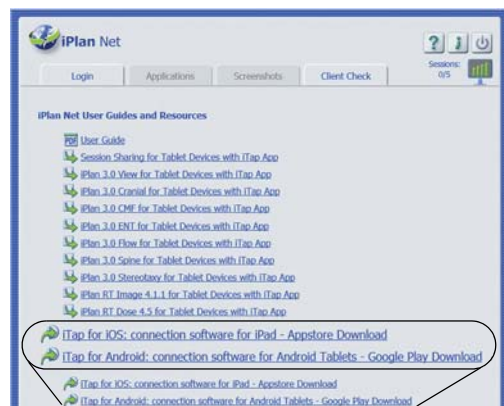 iPlan Net
? i
Sessions:
0/5
Login Applications Screenshots Client Check
iPlan Net User Guides and Resources
PDF User Guide
Session Sharing for Tablet Devices with iTap App
iPlan 3.0 View for Tablet Devices with iTap App
iPlan 3.0 Cranial for Tablet Devices with iTap App
iPlan 3.0 CMF for Tablet Devices with iTap App
iPlan 3.0 ENT for Tablet Devices with iTap App
iPlan 3.0 Flow for Tablet Devices with iTap App
iPlan 3.0 Spine for Tablet Devices with iTap App
iPlan 3.0 Stereotaxy for Tablet Devices with iTap App
iPlan RT Image 4.1.1 for Tablet Devices with iTap App
iPlan RT Dose 4.5 for Tablet Devices with iTap App
iTap for iOS: connection software for iPad - Appstore Download
iTap for Android: connection software for Android Tablets - Google Play Download
iTap for iOS: connection software for iPad - Appstore Download
iTap for Android: connection software for Android Tablets - Google Play Download